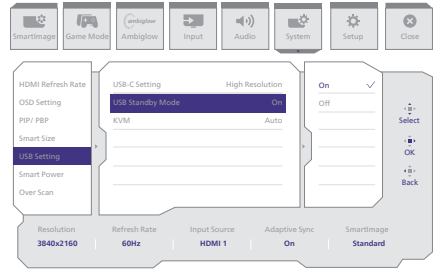 SmartImage
Game Mode
ambiglow
Ambiglow
Input
Audio
System
Setup
Close
HDMI Refresh Rate
OSD Setting
PIP/ PBP
Smart Size
USB Setting
Smart Power
Over Scan
USB-C Setting High Resolution
USB Standby Mode On
KVM Auto
On
Off
Select
OK
Back
Resolution Refresh Rate Input Source Adaptive Sync SmartImage
3840x2160 60Hz HDMI 1 On Standard